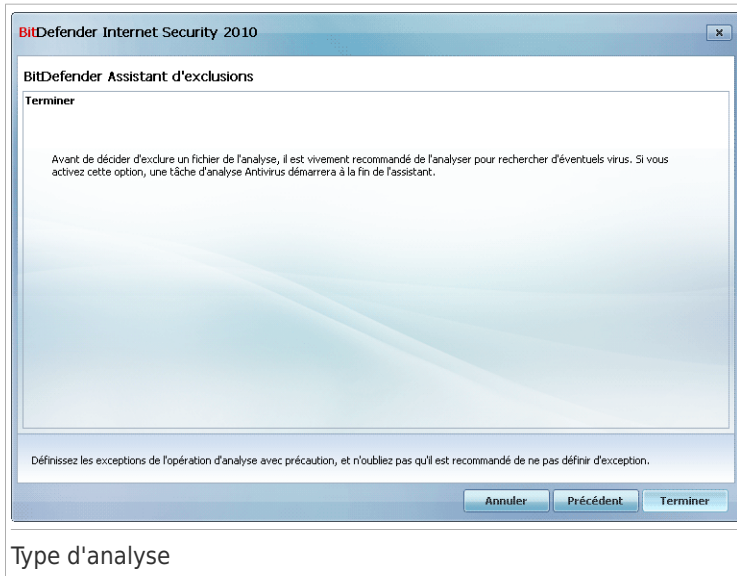 BitDefender Internet Security 2010
BitDefender Assistant d'exclusions
Terminer
Avant de décider d'exclure un fichier de l'analyse, il est vivement recommandé de l'analyser pour rechercher d'éventuels virus. Si vous
activez cette option, une tâche d'analyse Antivirus démarrera à la fin de l'assistant.
Définissez les exceptions de l'opération d'analyse avec précaution, et n'oubliez pas qu'il est recommandé de ne pas définir d'exception.
Annuler Précédent Terminer
Type d'analyse